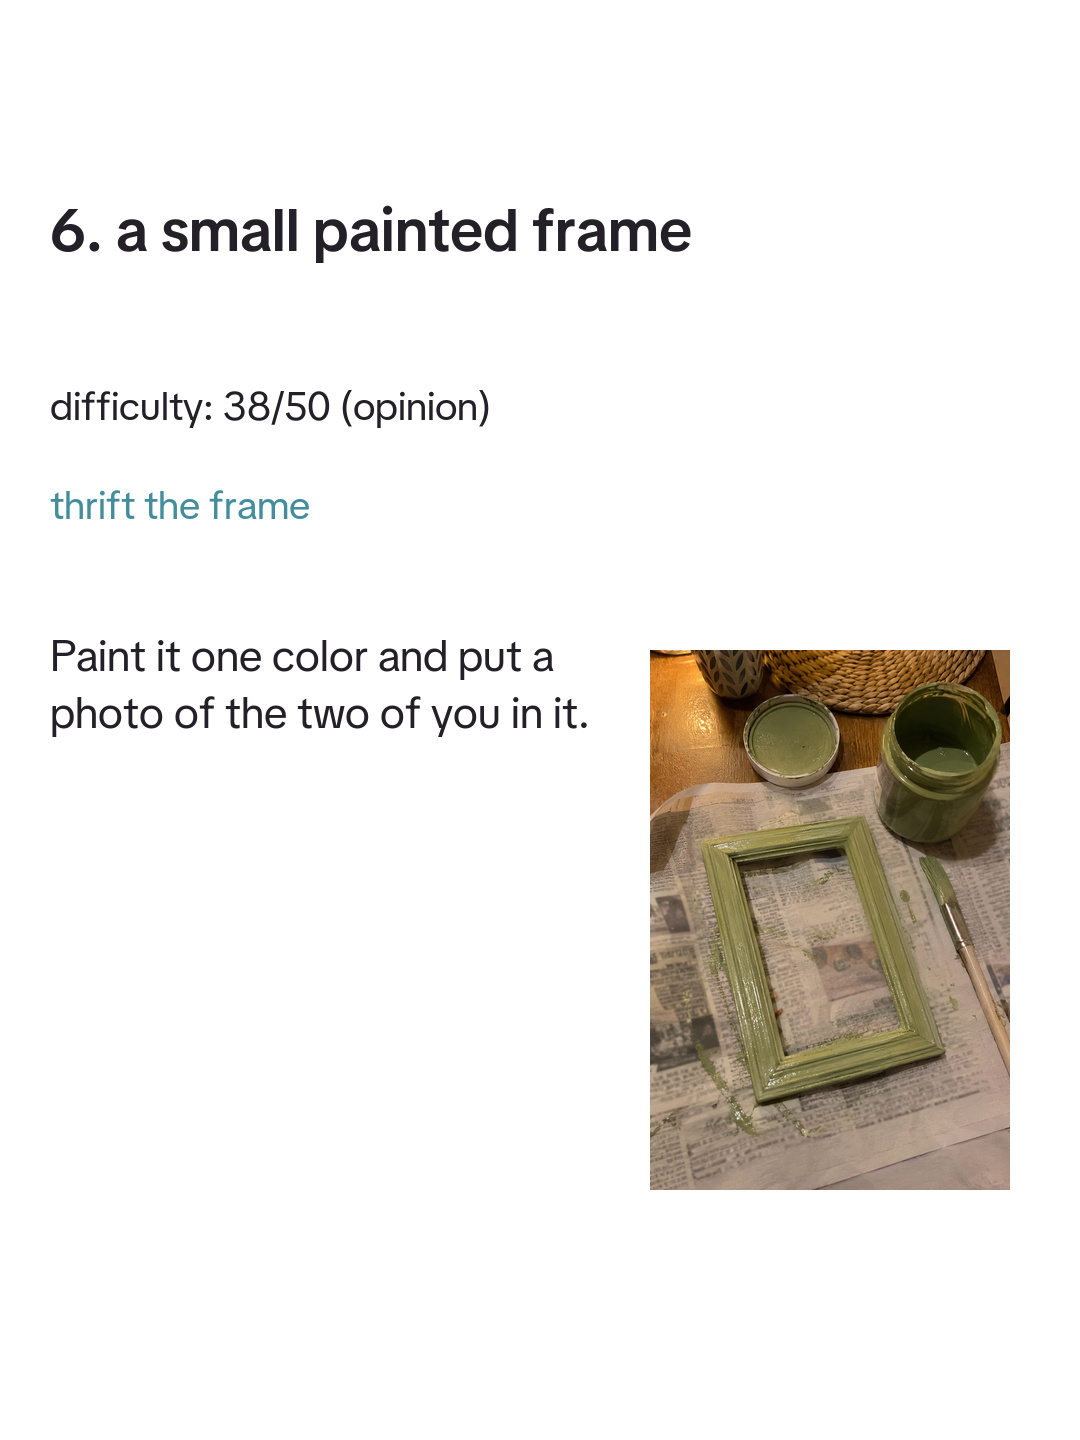 6. a small painted frame
difficulty: 38/50 (opinion)
thrift the frame
Paint it one color and put a
photo of the two of you in it.